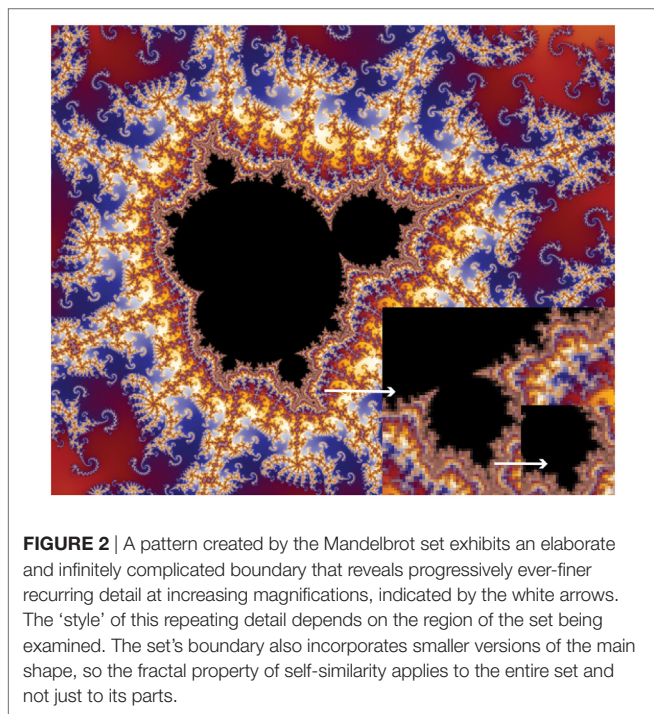 FIGURE 2 | A pattern created by the Mandelbrot set exhibits an elaborate
and infinitely complicated boundary that reveals progressively ever-finer
recurring detail at increasing magnifications, indicated by the white arrows.
The ‘style’ of this repeating detail depends on the region of the set being
examined. The set’s boundary also incorporates smaller versions of the main
shape, so the fractal property of self-similarity applies to the entire set and
not just to its parts.